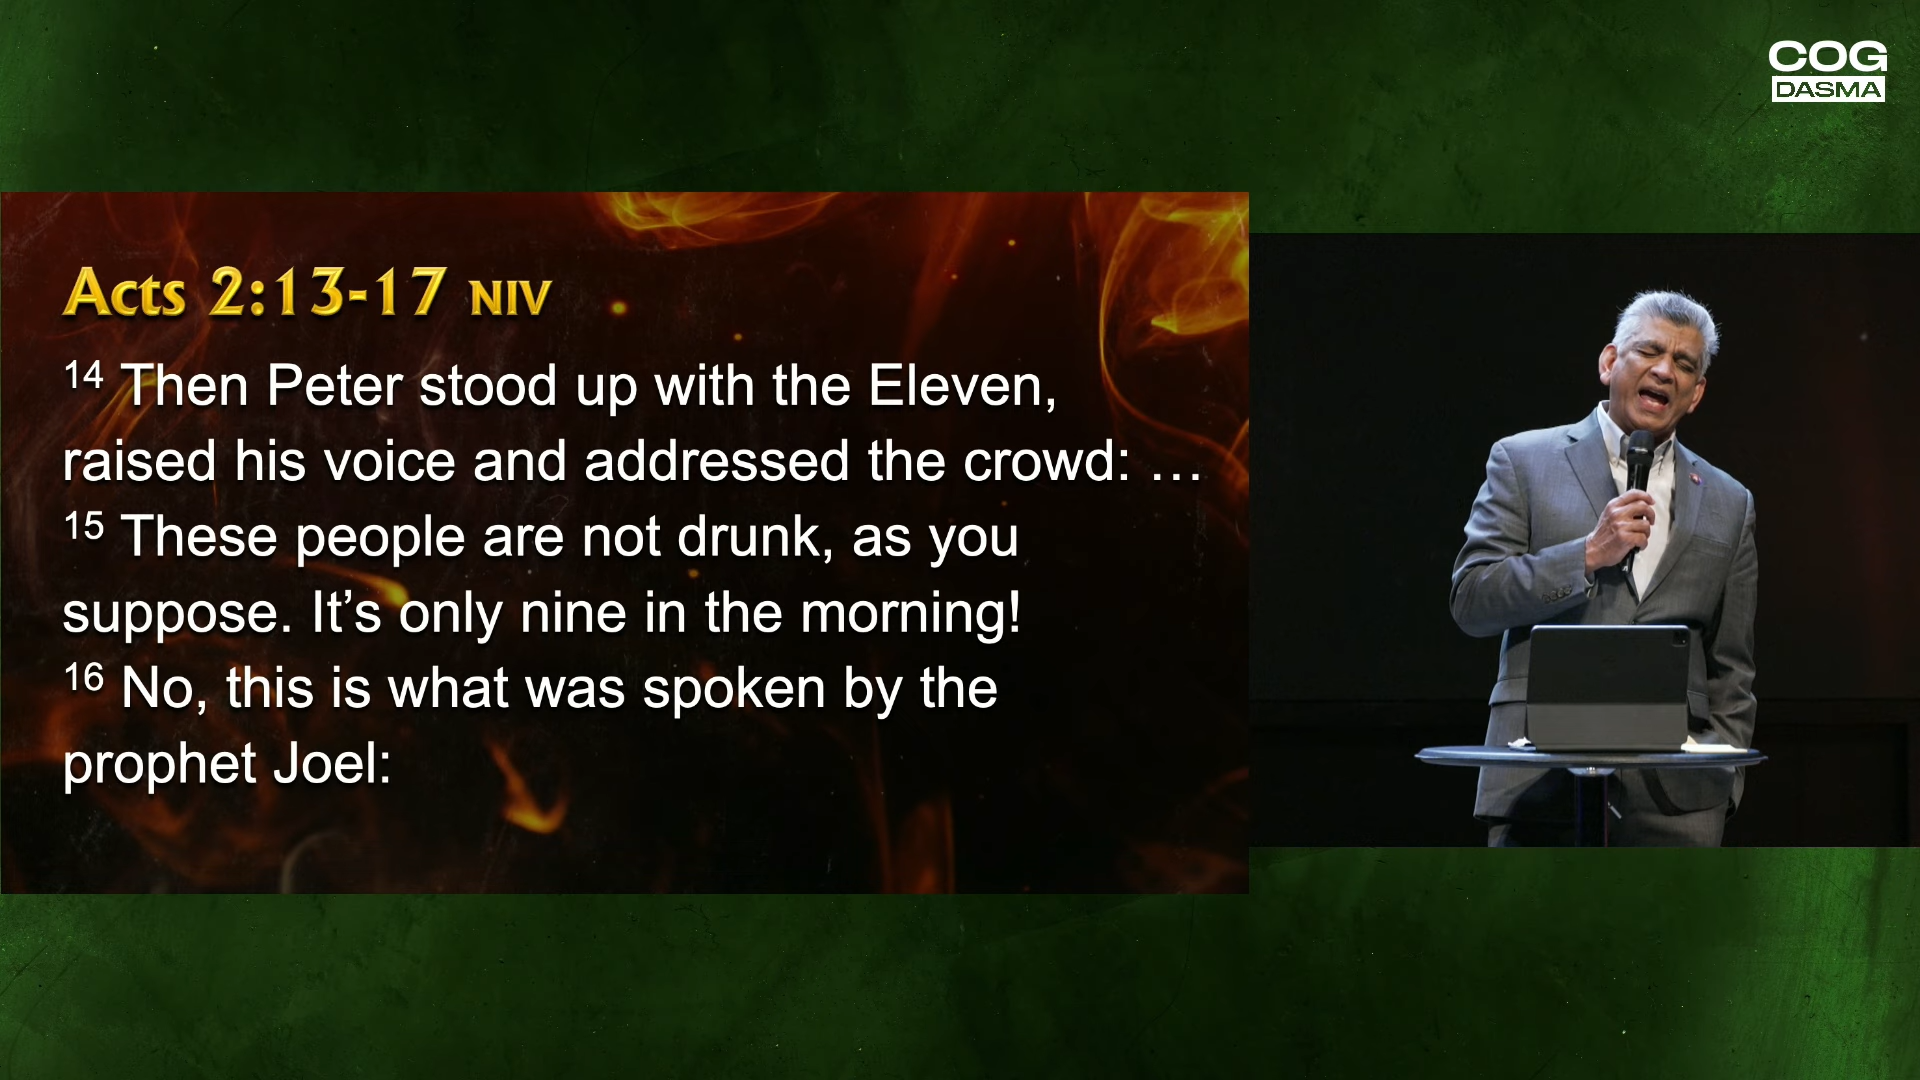 COG
DASMA
Acts 2:13-17 NIV
14 Then Peter stood up with the Eleven,
raised his voice and addressed the crowd: …
15 These people are not drunk, as you
suppose. It’s only nine in the morning!
16 No, this is what was spoken by the
prophet Joel: